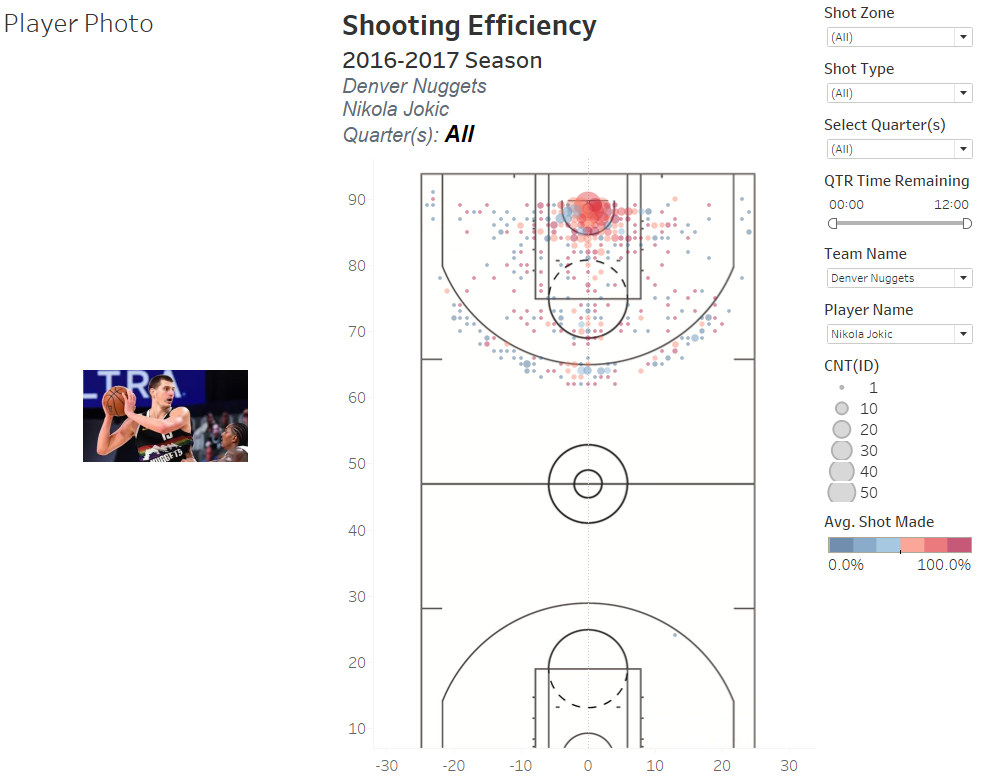 Player Photo
Shooting Efficiency
2016-2017 Season
Denver Nuggets
Nikola Jokic
Quarter(s): All
90
80
70
60
50
40
30
20
10
-30 -20 -10 0 10 20 30
LTRA
15
NUGGETS
Shot Zone
(All)
Shot Type
(All)
Select Quarter(s)
(All)
QTR Time Remaining
00:00 12:00
Team Name
Denver Nuggets
Player Name
Nikola Jokic
CNT(ID)
1
10
20
30
40
50
Avg. Shot Made
0.0% 100.0%